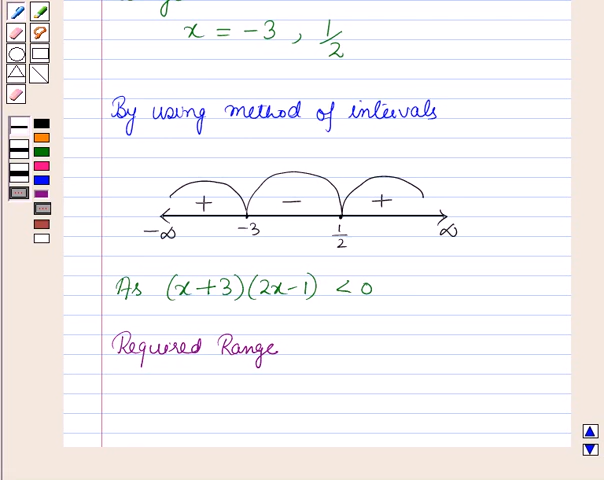 x = -3 , 1/2
By using method of intervals
+ - +
-∞ -3 1/2 ∞
As (x+3)(2x-1) < 0
Required Range